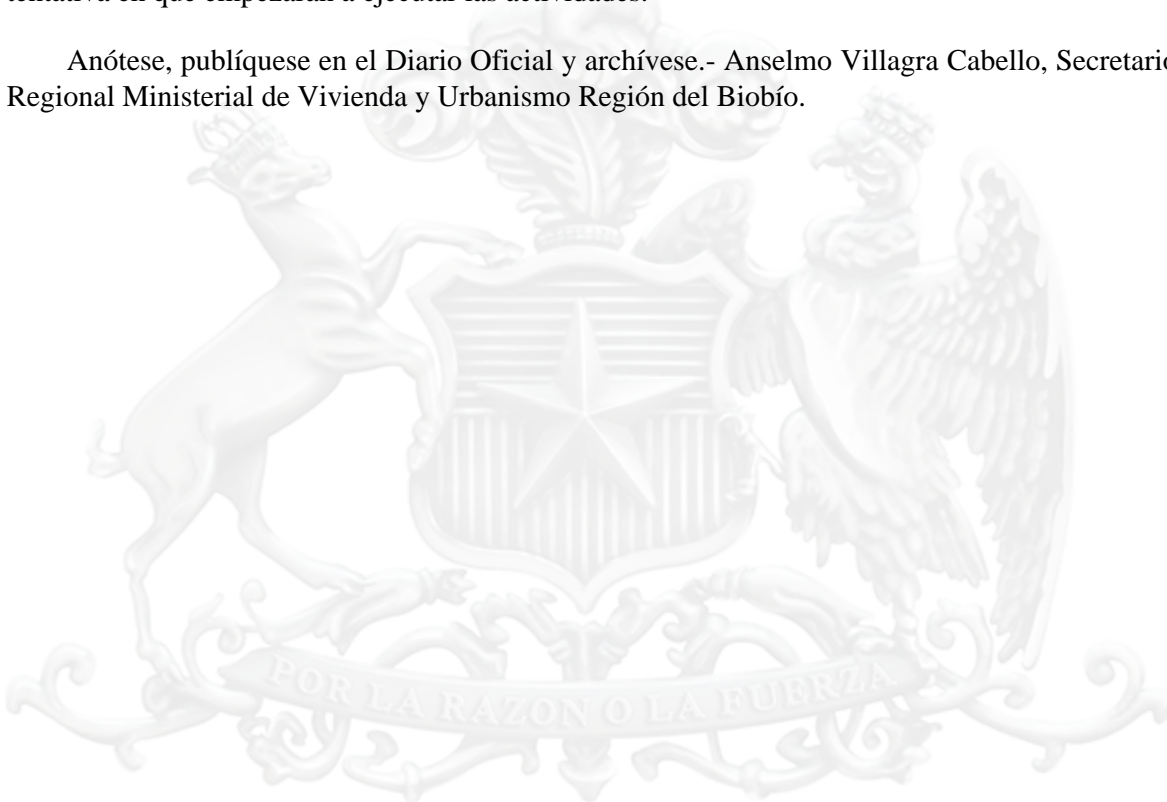 tentativa en que empezarán a ejecutar las actividades.
Anótese, publíquese en el Diario Oficial y archívese.- Anselmo Villagra Cabello, Secretario
Regional Ministerial de Vivienda y Urbanismo Región del Biobío.
POR LA RAZON O LA FUERZA